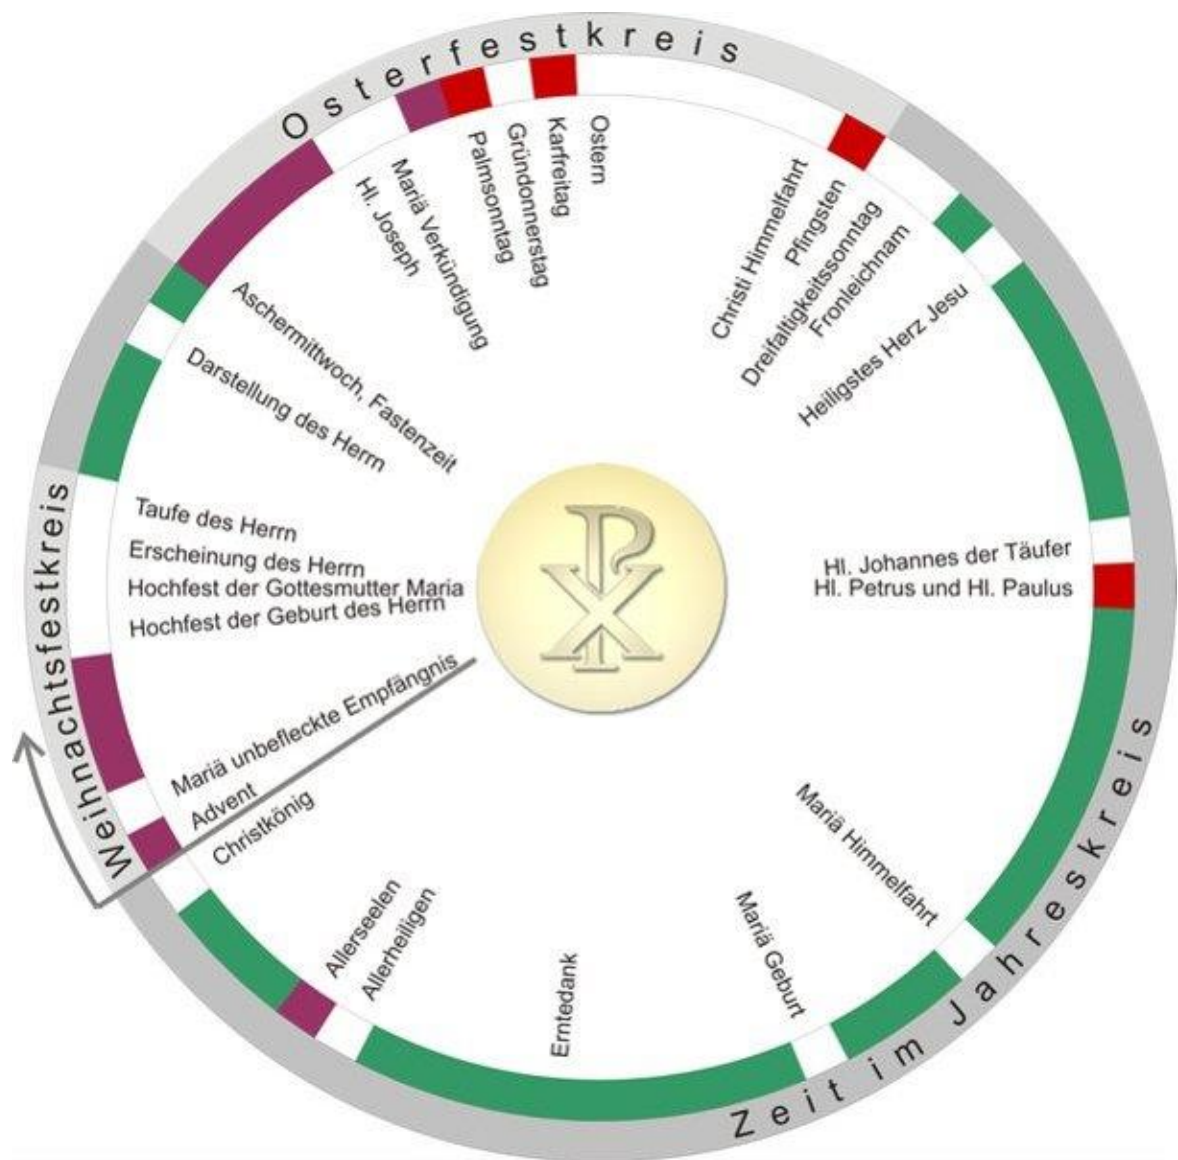 Osterfestkreis
Ostern
Karfreitag
Gründonnerstag
Palmsonntag
Mariä Verkündigung
Hl. Joseph
Aschermittwoch, Fastenzeit
Darstellung des Herrn
Christi Himmelfahrt
Pfingsten
Dreifaltigkeitssonntag
Fronleichnam
Heiligstes Herz Jesu
Weihnachtsfestkreis
Taufe des Herrn
Erscheinung des Herrn
Hochfest der Gottesmutter Maria
Hochfest der Geburt des Herrn
Mariä unbefleckte Empfängnis
Advent
Christkönig
Hl. Johannes der Täufer
Hl. Petrus und Hl. Paulus
Mariä Himmelfahrt
Mariä Geburt
Erntedank
Allerheiligen
Allerseelen
Zeit im Jahreskreis